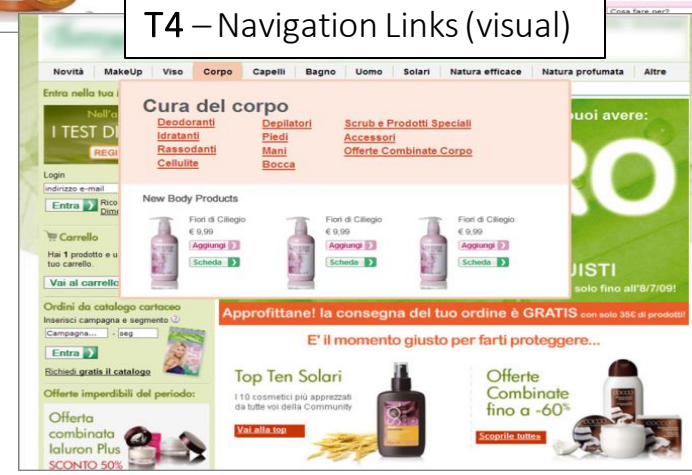 Cosa fare per?
T4 – Navigation Links (visual)
Novità MakeUp Viso Corpo Capelli Bagno Uomo Solari Natura efficace Natura profumata Altre
Entra nella tua
I TEST DI
REGI
Login
indirizzo e-mail
Entra
Rico
Dime
Carrello
Hai 1 prodotto e u
tuo carrello.
Vai al carrello
Cura del corpo
Deodoranti
Idratanti
Rassodanti
Cellulite
Depilatori
Piedi
Mani
Bocca
Scrub e Prodotti Speciali
Accessori
Offerte Combinate Corpo
New Body Products
Fiori di Ciliegio
€ 9,99
Aggiungi
Scheda
Fiori di Ciliegio
€ 9,99
Aggiungi
Scheda
Fiori di Ciliegio
€ 9,99
Aggiungi
Scheda
puoi avere:
RO
UISTI
solo fino all'8/7/09!
Ordini da catalogo cartaceo
Inserisci campagna e segmento
Campagna... - seg
Entra
Richiedi gratis il catalogo
Offerte imperdibili del periodo:
Offerta
combinata
Ialuron Plus
SCONTO 50%
Approfittane! la consegna del tuo ordine è GRATIS con solo 35€ di prodotti!
E' il momento giusto per farti proteggere...
Top Ten Solari
I 10 cosmetici più apprezzati
da tutte voi della Community
Vai alla top
Offerte
Combinate
fino a -60%
Scoprile tutte»